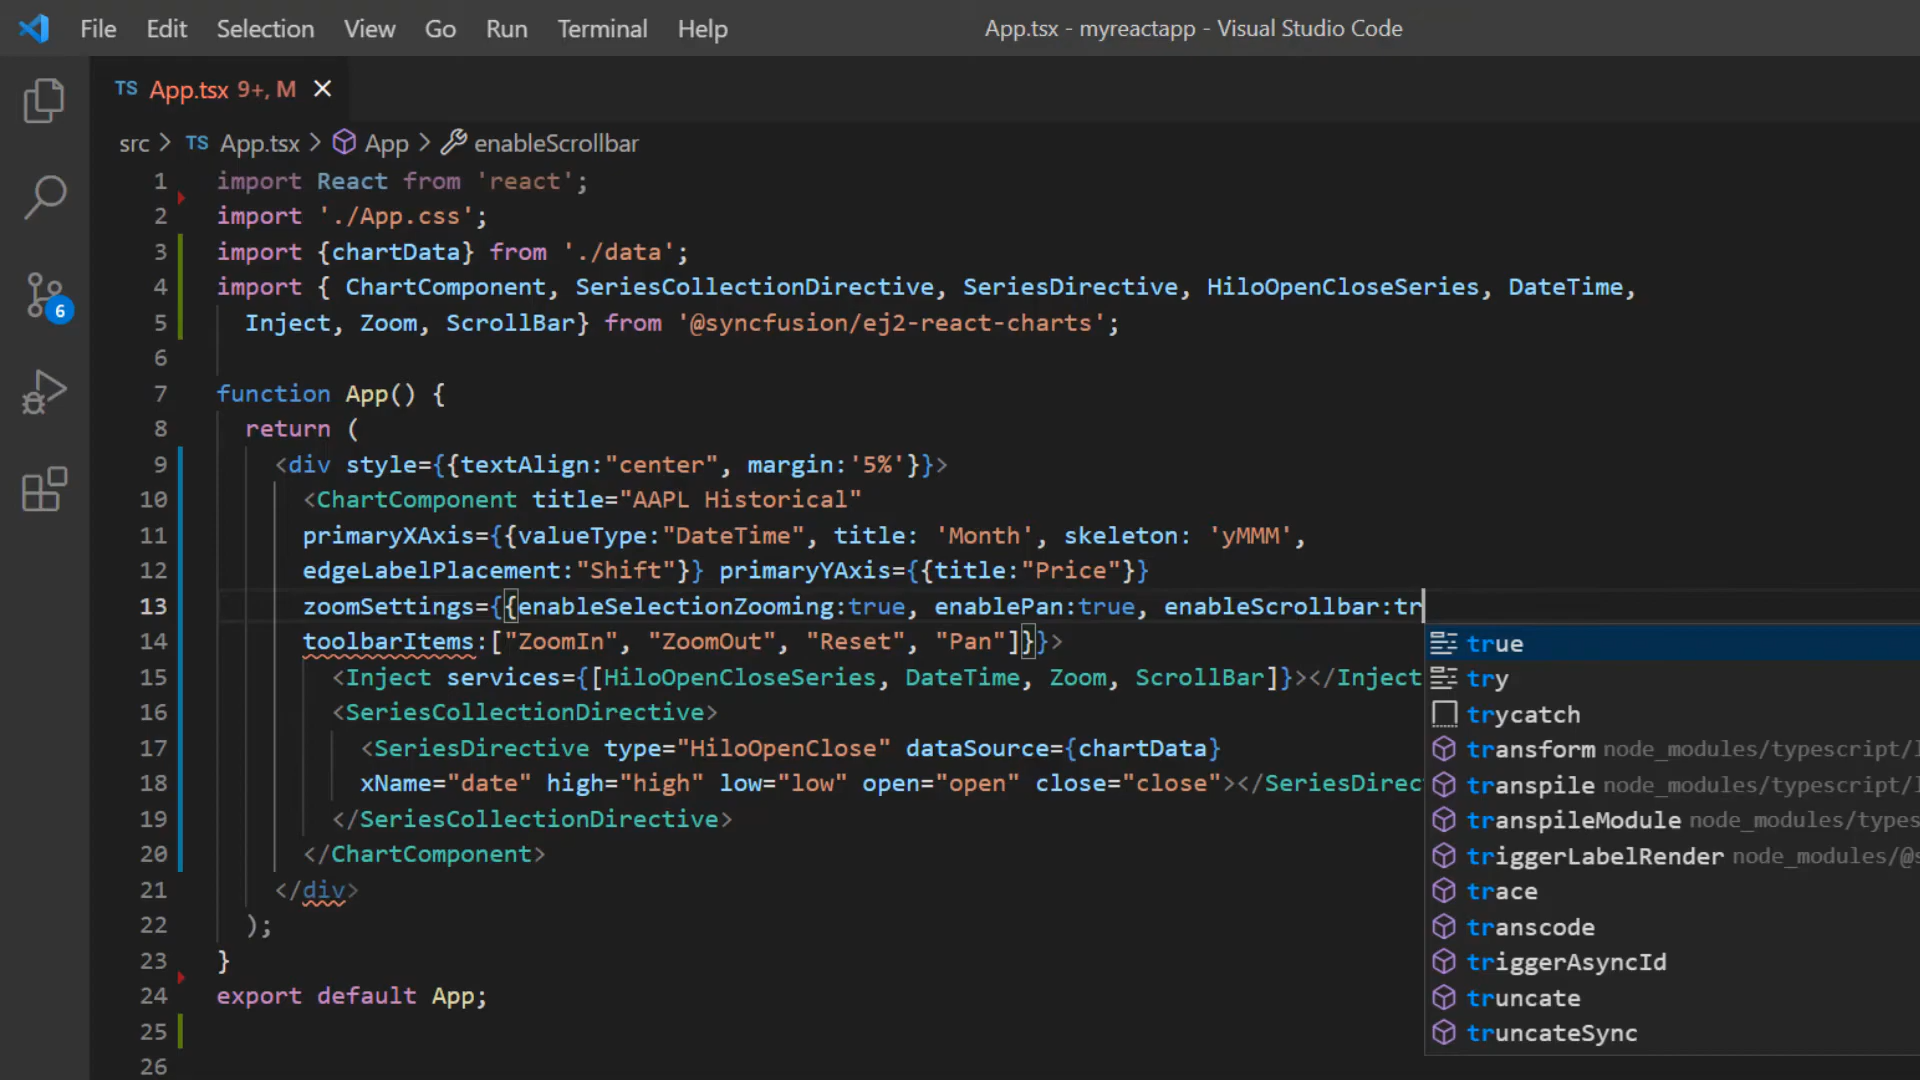 File Edit Selection View Go Run Terminal Help App.tsx - myreactapp - Visual Studio Code
TS App.tsx 9+, M
src > TS App.tsx > App > enableScrollbar
1 import React from 'react';
2 import './App.css';
3 import {chartData} from './data';
4 import { ChartComponent, SeriesCollectionDirective, SeriesDirective, HiloOpenCloseSeries, DateTime,
5 Inject, Zoom, ScrollBar} from '@syncfusion/ej2-react-charts';
6
7 function App() {
8 return (
9 <div style={{textAlign:"center", margin:'5%'}}>
10 <ChartComponent title="AAPL Historical"
11 primaryXAxis={{valueType:"DateTime", title: 'Month', skeleton: 'yMMM',
12 edgeLabelPlacement:"Shift"}} primaryYAxis={{title:"Price"}}
13 zoomSettings={{enableSelectionZooming:true, enablePan:true, enableScrollbar:tr
14 toolbarItems:["ZoomIn", "ZoomOut", "Reset", "Pan"]}}>
15 <Inject services={[HiloOpenCloseSeries, DateTime, Zoom, ScrollBar]}></Inject
16 <SeriesCollectionDirective>
17 <SeriesDirective type="HiloOpenClose" dataSource={chartData}
18 xName="date" high="high" low="low" open="open" close="close"></SeriesDirec
19 </SeriesCollectionDirective>
20 </ChartComponent>
21 </div>
22 );
23 }
24 export default App;
25
26
6
true
try
trycatch
transform node_modules/typescript/l
transpile node_modules/typescript/l
transpileModule node_modules/types
triggerLabelRender node_modules/@s
trace
transcode
triggerAsyncId
truncate
truncateSync